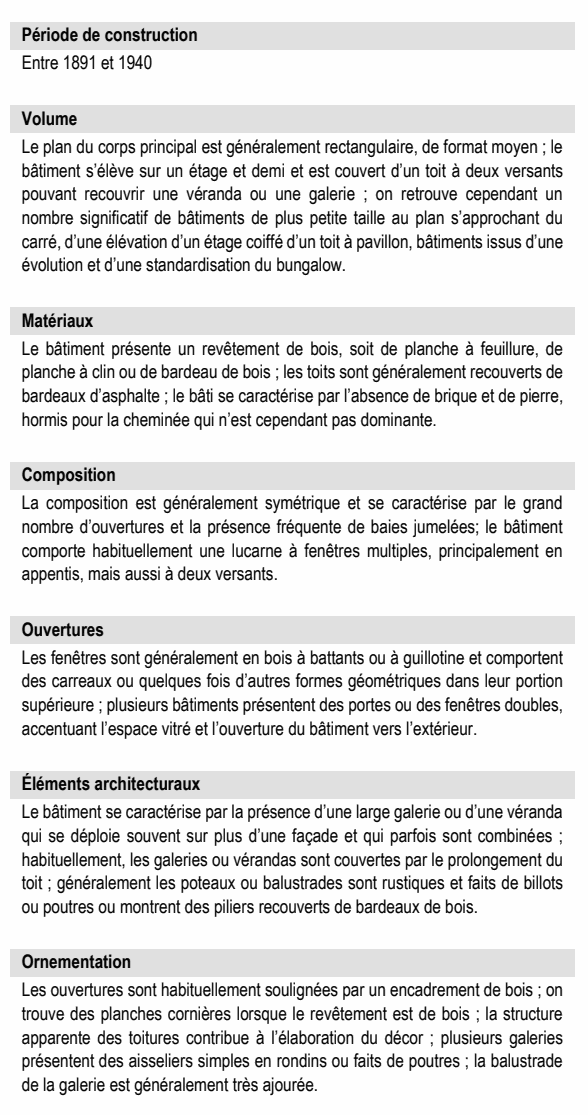 Période de construction
Entre 1891 et 1940
Volume
Le plan du corps principal est généralement rectangulaire, de format moyen ; le
bâtiment s'élève sur un étage et demi et est couvert d'un toit à deux versants
pouvant recouvrir une véranda ou une galerie ; on retrouve cependant un
nombre significatif de bâtiments de plus petite taille au plan s'approchant du
carré, d'une élévation d'un étage coiffé d'un toit à pavillon, bâtiments issus d'une
évolution et d'une standardisation du bungalow.
Matériaux
Le bâtiment présente un revêtement de bois, soit de planche à feuillure, de
planche à clin ou de bardeau de bois ; les toits sont généralement recouverts de
bardeaux d'asphalte ; le bâti se caractérise par l'absence de brique et de pierre,
hormis pour la cheminée qui n'est cependant pas dominante.
Composition
La composition est généralement symétrique et se caractérise par le grand
nombre d'ouvertures et la présence fréquente de baies jumelées; le bâtiment
comporte habituellement une lucarne à fenêtres multiples, principalement en
appentis, mais aussi à deux versants.
Ouvertures
Les fenêtres sont généralement en bois à battants ou à guillotine et comportent
des carreaux ou quelques fois d'autres formes géométriques dans leur portion
supérieure ; plusieurs bâtiments présentent des portes ou des fenêtres doubles,
accentuant l'espace vitré et l'ouverture du bâtiment vers l'extérieur.
Éléments architecturaux
Le bâtiment se caractérise par la présence d'une large galerie ou d'une véranda
qui se déploie souvent sur plus d'une façade et qui parfois sont combinées ;
habituellement, les galeries ou vérandas sont couvertes par le prolongement du
toit ; généralement les poteaux ou balustrades sont rustiques et faits de billots
ou poutres ou montrent des piliers recouverts de bardeaux de bois.
Ornementation
Les ouvertures sont habituellement soulignées par un encadrement de bois ; on
trouve des planches cornières lorsque le revêtement est de bois ; la structure
apparente des toitures contribue à l'élaboration du décor ; plusieurs galeries
présentent des aisseliers simples en rondins ou faits de poutres ; la balustrade
de la galerie est généralement très ajourée.